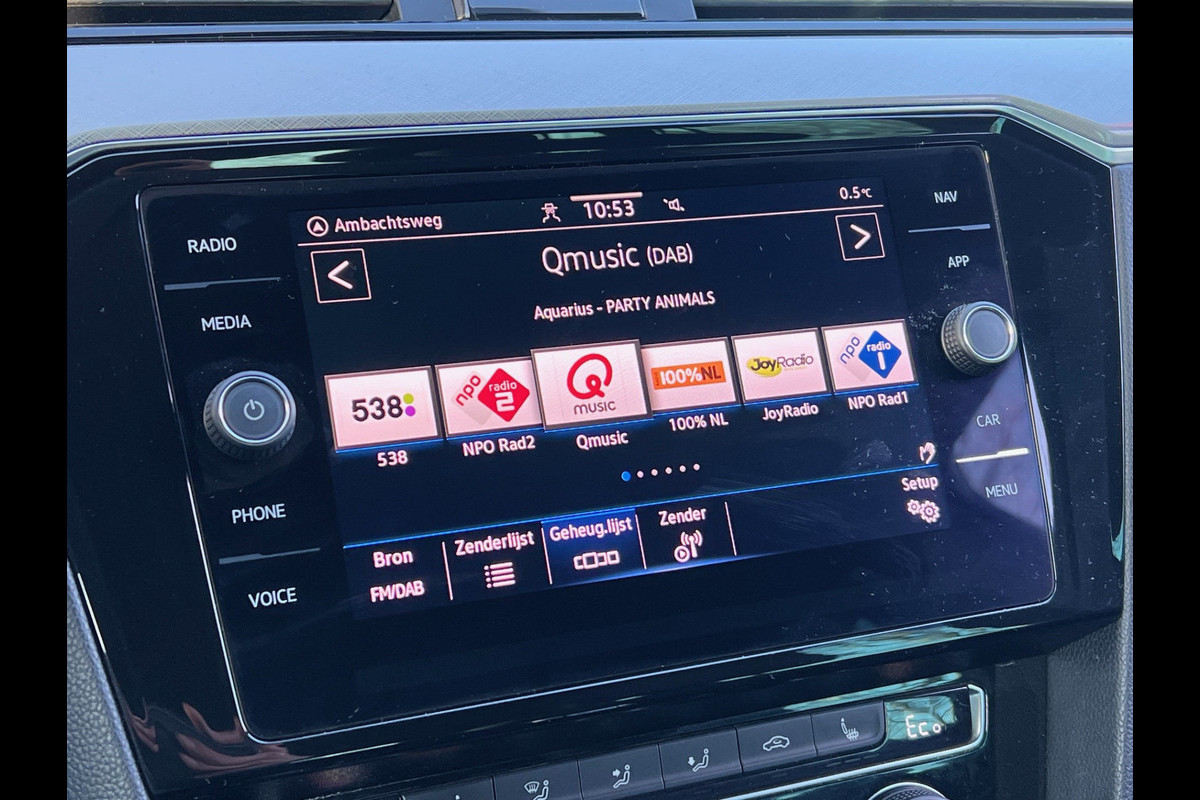 Ambachtsweg
10:53
0.5°C
Qmusic (DAB)
Aquarius - PARTY ANIMALS
RADIO
MEDIA
PHONE
VOICE
NAV
APP
CAR
MENU
538
npo radio 2
Q MUSIC
100%NL
JoyRadio
npo radio 1
538
NPO Rad2
Qmusic
100% NL
JoyRadio
NPO Rad1
Bron
FM/DAB
Zenderlijst
Geheug.lijst
Zender
Setup
Eco